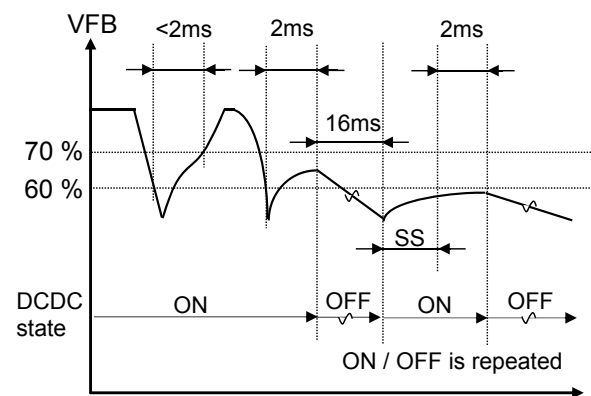 VFB
<2ms
2ms
2ms
16ms
70 %
60 %
SS
DCDC
state
ON
OFF
ON
OFF
ON / OFF is repeated